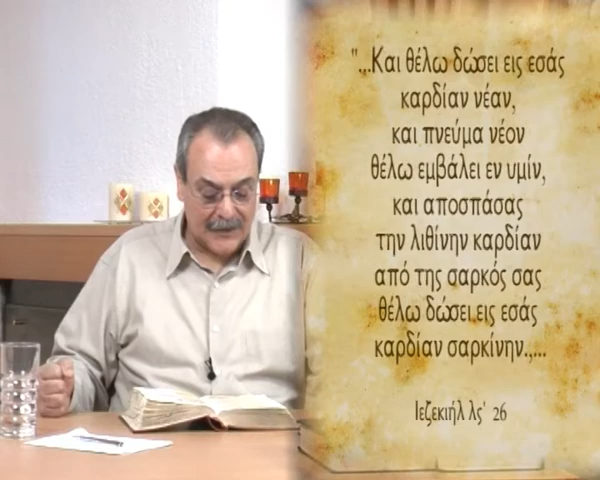 "...Και θέλω δώσει εις εσάς
καρδίαν νέαν,
και πνεύμα νέον
θέλω εμβάλει εν υμίν,
και αποσπάσας
την λιθίνην καρδίαν
από της σαρκός σας
θέλω δώσει εις εσάς
καρδίαν σαρκίνην.,...
Ιεζεκιήλ λς' 26